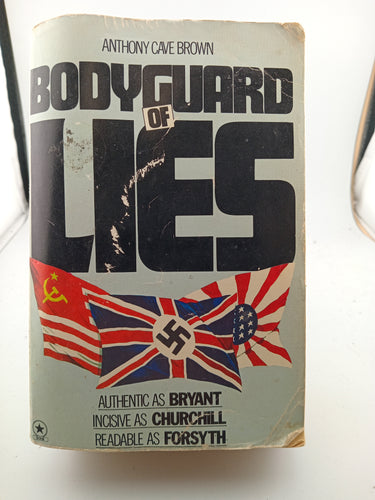 ANTHONY CAVE BROWN
BODYGUARD
OF
LIES
AUTHENTIC AS BRYANT
INCISIVE AS CHURCHILL
READABLE AS FORSYTH